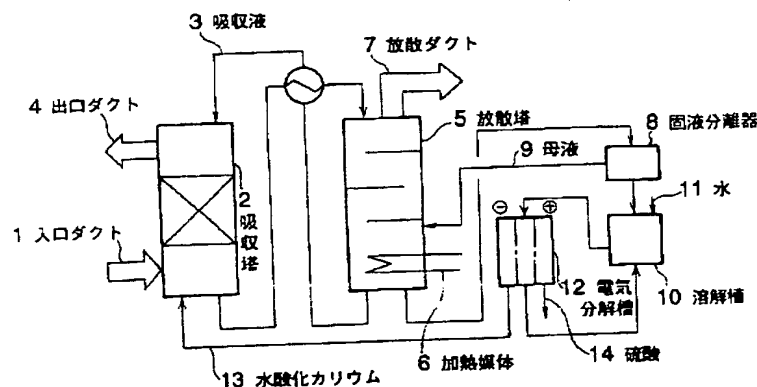 3 吸収液
7 放散ダクト
4 出口ダクト
5 放散塔
8 固液分離器
9 母液
11 水
⊖ ⊕
2 吸収塔
1 入口ダクト
12 電気分解槽
10 溶解槽
6 加熱媒体
14 硫酸
13 水酸化カリウム